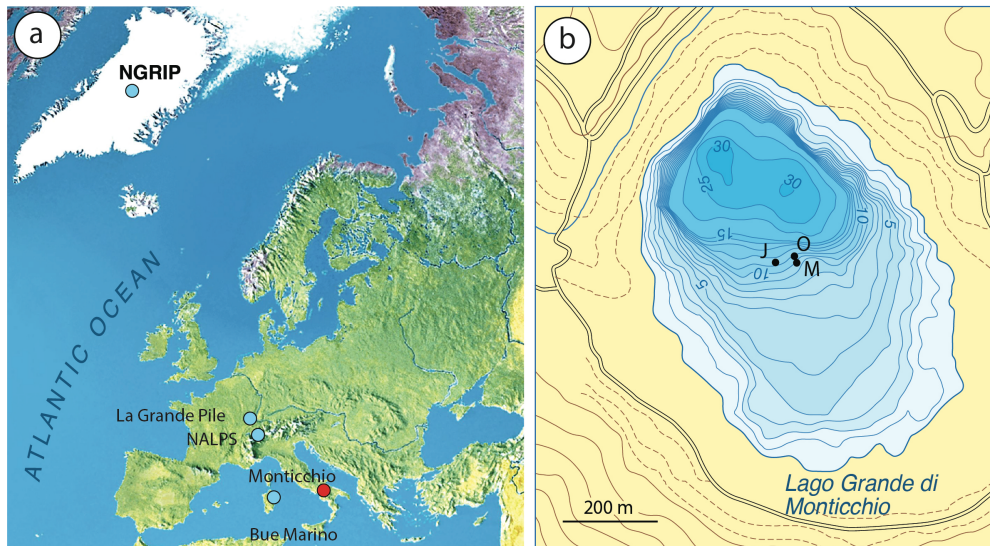 a
NGRIP
ATLANTIC OCEAN
La Grande Pile
NALPS
Monticchio
Bue Marino
b
30
25
30
15
10
5
J
O
M
10
5
Lago Grande di
Monticchio
200 m